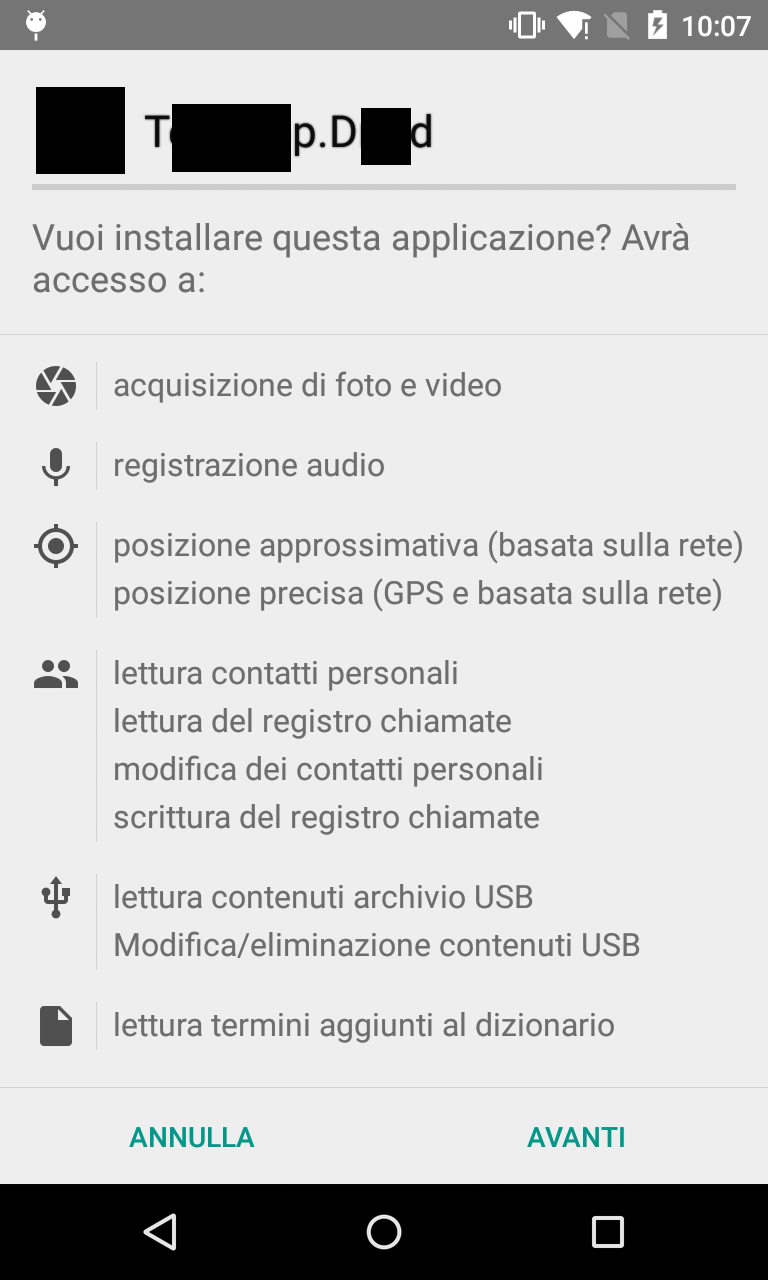 10:07
Vuoi installare questa applicazione? Avrà
accesso a:
acquisizione di foto e video
registrazione audio
posizione approssimativa (basata sulla rete)
posizione precisa (GPS e basata sulla rete)
lettura contatti personali
lettura del registro chiamate
modifica dei contatti personali
scrittura del registro chiamate
lettura contenuti archivio USB
Modifica/eliminazione contenuti USB
lettura termini aggiunti al dizionario
ANNULLA
AVANTI